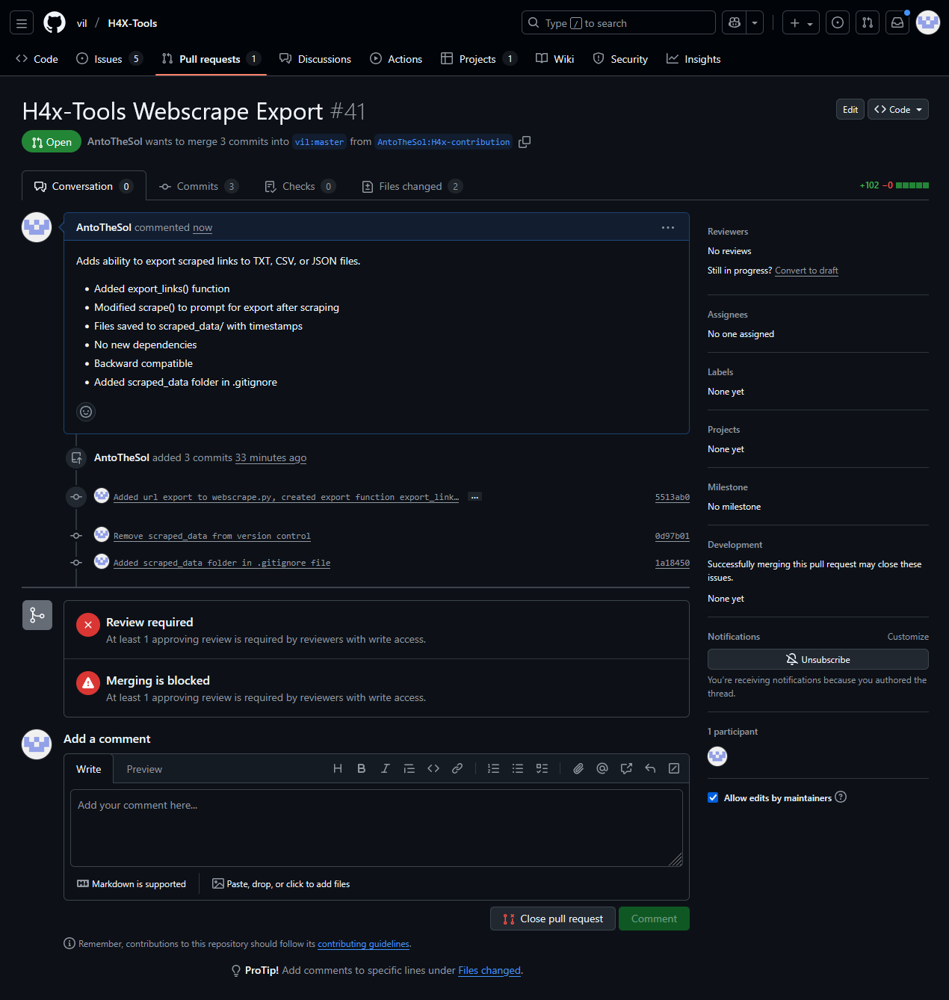 vil / H4X-Tools
Type / to search
Code
Issues 5
Pull requests 1
Discussions
Actions
Projects 1
Wiki
Security
Insights
H4x-Tools Webscrape Export #41
Edit
Code
Open
AntoTheSol wants to merge 3 commits into vil:master from AntoTheSol:H4x-contribution
Conversation 0
Commits 3
Checks 0
Files changed 2
+102 −0
AntoTheSol commented now
Adds ability to export scraped links to TXT, CSV, or JSON files.
• Added export_links() function
• Modified scrape() to prompt for export after scraping
• Files saved to scraped_data/ with timestamps
• No new dependencies
• Backward compatible
• Added scraped_data folder in .gitignore
AntoTheSol added 3 commits 33 minutes ago
Added url export to webscrape.py, created export function export_link… ... 5513ab0
Remove scraped_data from version control 0d97b01
Added scraped_data folder in .gitignore file 1a18450
Review required
At least 1 approving review is required by reviewers with write access.
Merging is blocked
At least 1 approving review is required by reviewers with write access.
Add a comment
Write
Preview
Add your comment here...
Markdown is supported
Paste, drop, or click to add files
Close pull request
Comment
Remember, contributions to this repository should follow its contributing guidelines.
ProTip! Add comments to specific lines under Files changed.
Reviewers
No reviews
Still in progress? Convert to draft
Assignees
No one assigned
Labels
None yet
Projects
None yet
Milestone
No milestone
Development
Successfully merging this pull request may close these
issues.
None yet
Notifications
Customize
Unsubscribe
You're receiving notifications because you authored the
thread.
1 participant
Allow edits by maintainers